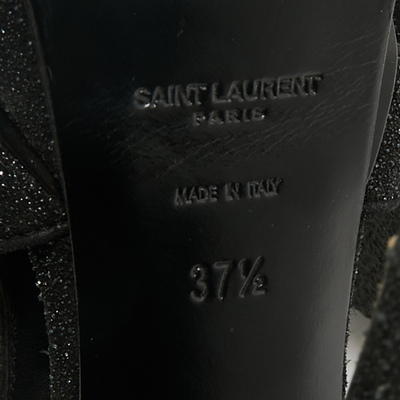 SAINT LAURENT
PARIS
MADE IN ITALY
37½